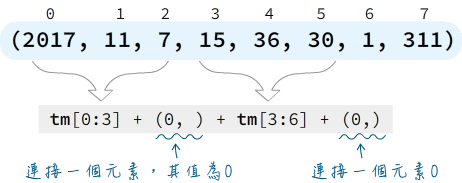 0 1 2 3 4 5 6 7
(2017, 11, 7, 15, 36, 30, 1, 311)
tm[0:3] + (0, ) + tm[3:6] + (0,)
連接一個元素，其值為0 連接一個元素0